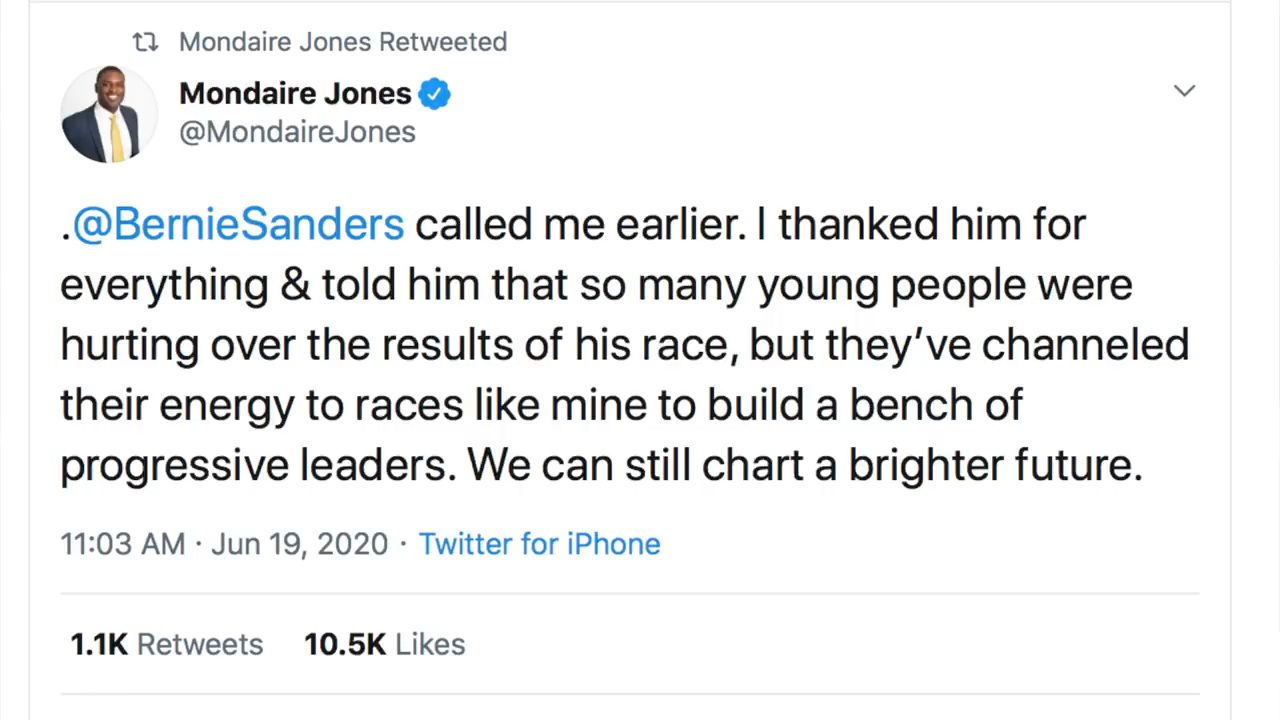 Mondaire Jones Retweeted
Mondaire Jones
@MondaireJones
.@BernieSanders called me earlier. I thanked him for
everything & told him that so many young people were
hurting over the results of his race, but they’ve channeled
their energy to races like mine to build a bench of
progressive leaders. We can still chart a brighter future.
11:03 AM · Jun 19, 2020 · Twitter for iPhone
1.1K Retweets 10.5K Likes